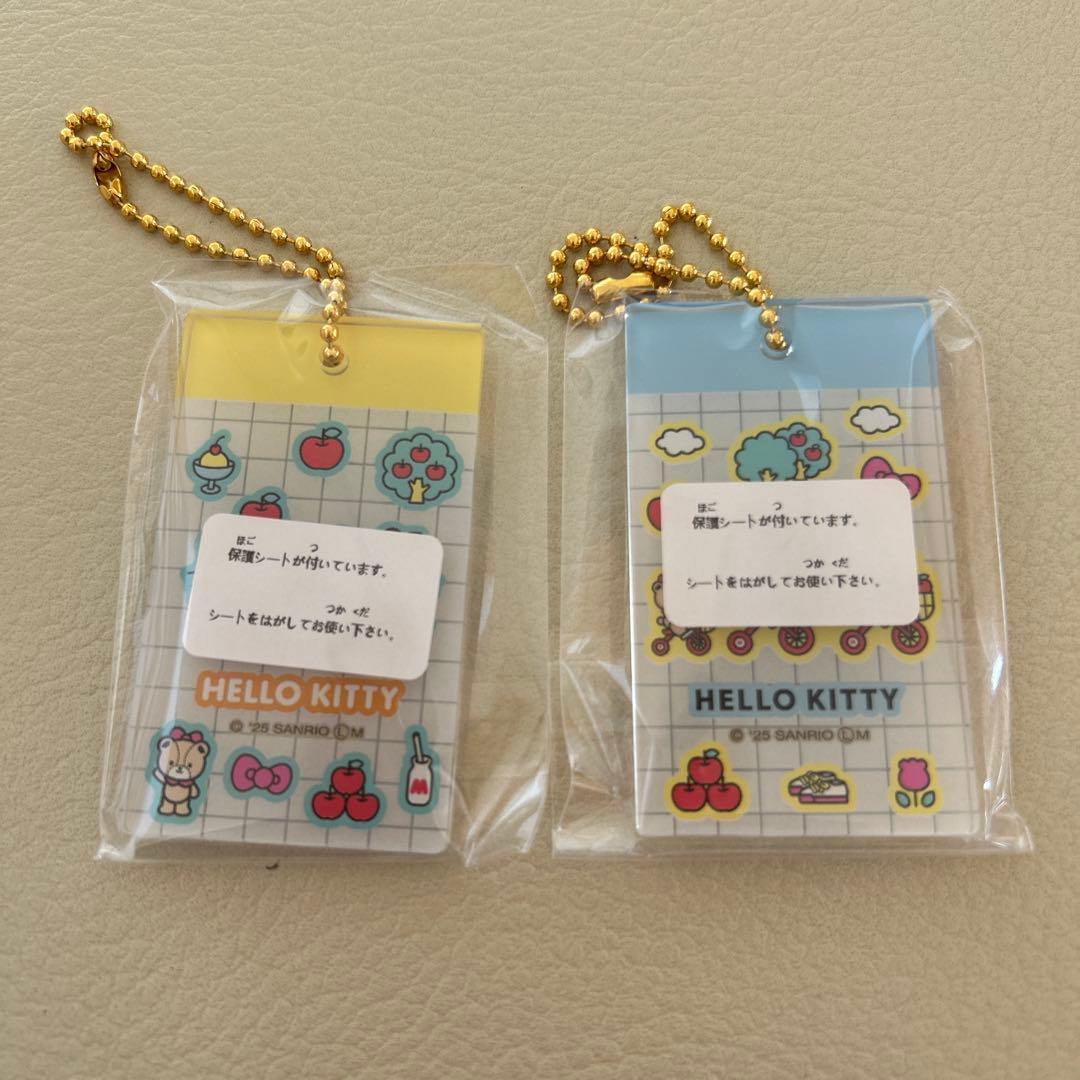 ほご つ
保護シートが付いています。
つか くだ
シートをはがしてお使い下さい。
HELLO KITTY
© '25 SANRIO Ⓛ M
M
ほご つ
保護シートが付いています。
つか くだ
シートをはがしてお使い下さい。
HELLO KITTY
© '25 SANRIO Ⓛ M